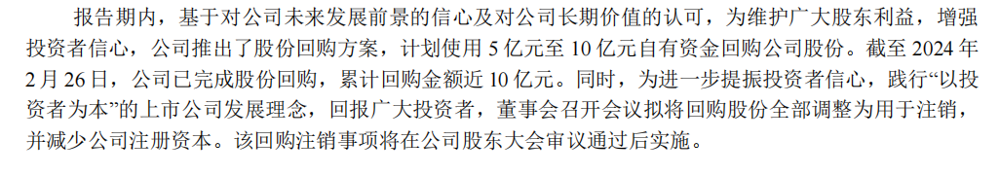 报告期内，基于对公司未来发展前景的信心及对公司长期价值的认可，为维护广大股东利益，增强
投资者信心，公司推出了股份回购方案，计划使用 5 亿元至 10 亿元自有资金回购公司股份。截至 2024 年
2 月 26 日，公司已完成股份回购，累计回购金额近 10 亿元。同时，为进一步提振投资者信心，践行“以投
资者为本”的上市公司发展理念，回报广大投资者，董事会召开会议拟将回购股份全部调整为用于注销，
并减少公司注册资本。该回购注销事项将在公司股东大会审议通过后实施。